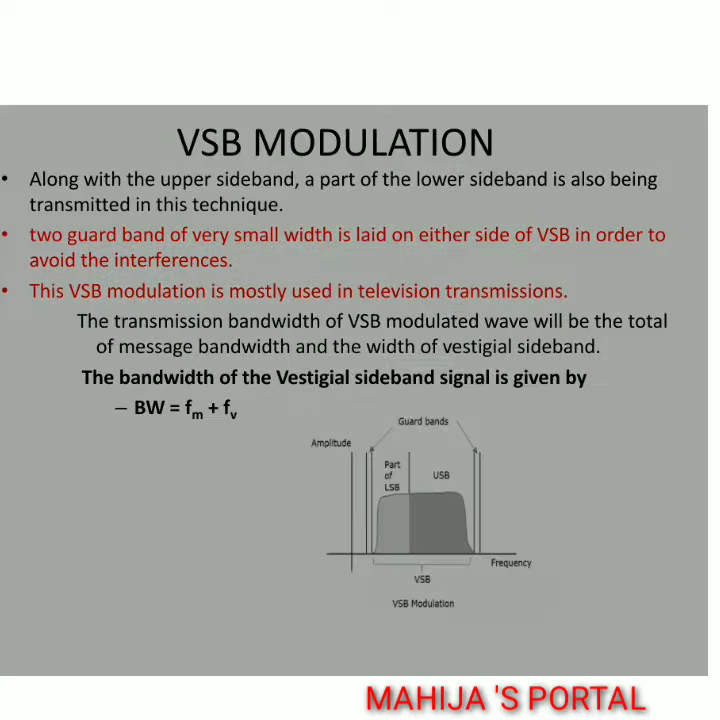 VSB MODULATION
• Along with the upper sideband, a part of the lower sideband is also being
transmitted in this technique.
• two guard band of very small width is laid on either side of VSB in order to
avoid the interferences.
• This VSB modulation is mostly used in television transmissions.
The transmission bandwidth of VSB modulated wave will be the total
of message bandwidth and the width of vestigial sideband.
The bandwidth of the Vestigial sideband signal is given by
– BW = fm + fv
Guard bands
Amplitude
Part
of
LSB
USB
Frequency
VSB
VSB Modulation
MAHIJA 'S PORTAL